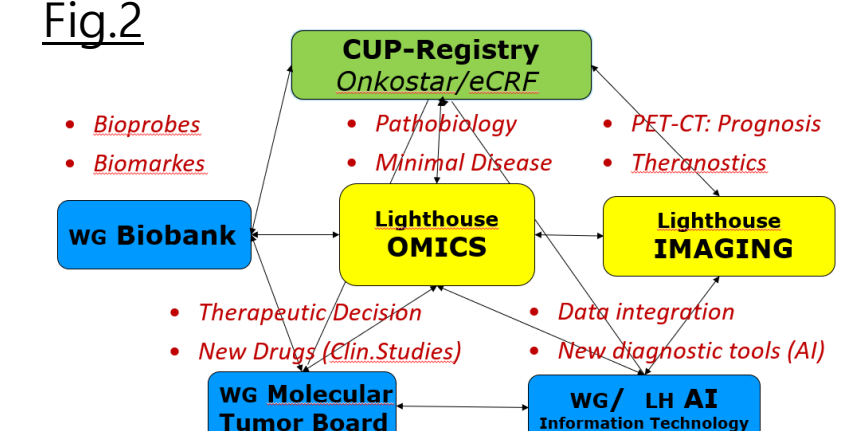 Fig.2
CUP-Registry
Onkostar/eCRF
• Bioprobes
• Biomarkes
• Pathobiology
• Minimal Disease
• PET-CT: Prognosis
• Theranostics
WG Biobank
Lighthouse
OMICS
Lighthouse
IMAGING
• Therapeutic Decision
• New Drugs (Clin.Studies)
• Data integration
• New diagnostic tools (AI)
WG Molecular
Tumor Board
WG/ LH AI
Information Technology